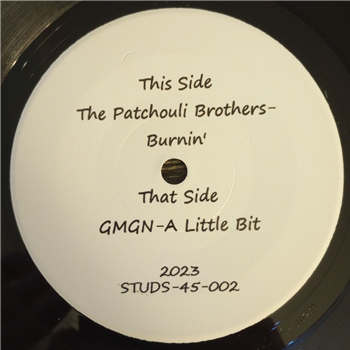 This Side
The Patchouli Brothers-
Burnin'
That Side
GMGN-A Little Bit
2023
STUDS-45-002